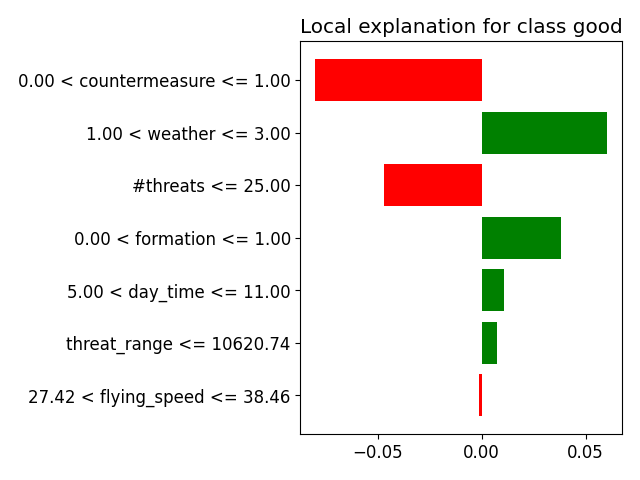 Local explanation for class good
0.00 < countermeasure <= 1.00
1.00 < weather <= 3.00
#threats <= 25.00
0.00 < formation <= 1.00
5.00 < day_time <= 11.00
threat_range <= 10620.74
27.42 < flying_speed <= 38.46
−0.05 0.00 0.05